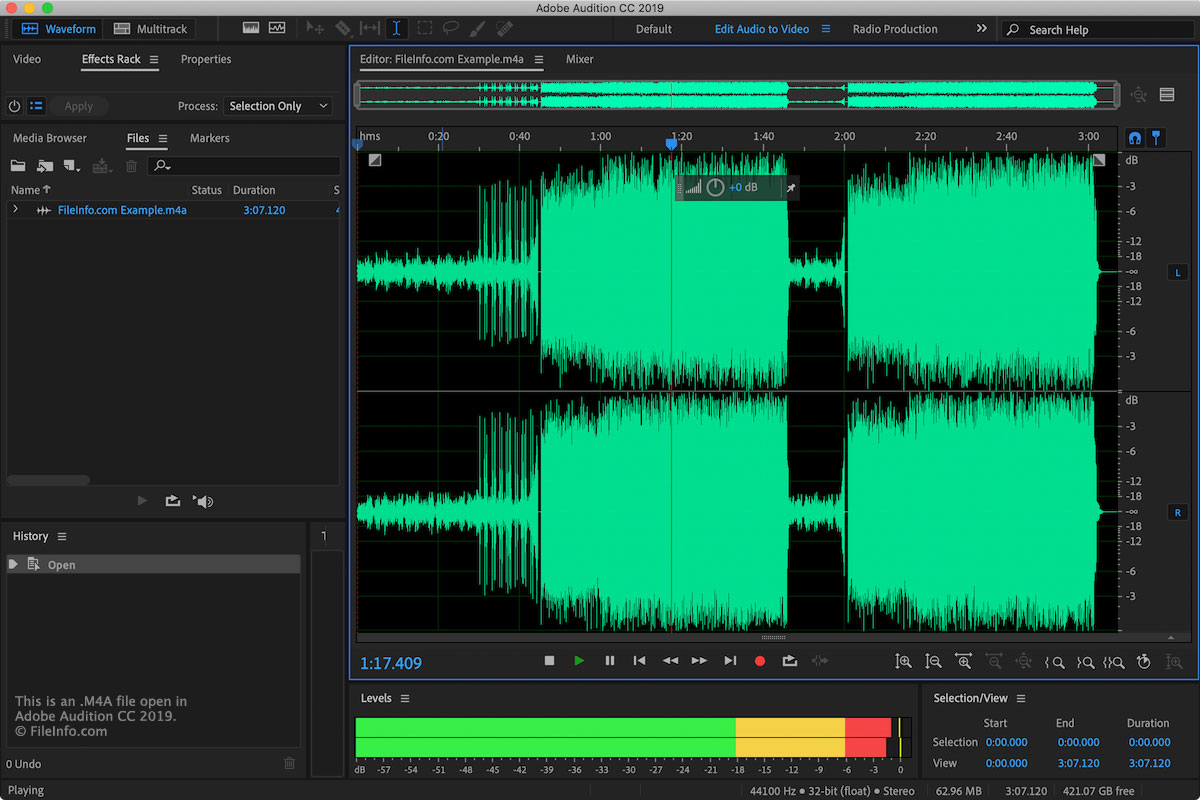 Adobe Audition CC 2019
Waveform Multitrack Default Edit Audio to Video Radio Production Search Help
Video Effects Rack Properties
Apply Process: Selection Only
Media Browser Files Markers
Name Status Duration S
FileInfo.com Example.m4a 3:07.120 4
History 1
Open
This is an .M4A file open in
Adobe Audition CC 2019.
© FileInfo.com
0 Undo
Editor: FileInfo.com Example.m4a Mixer
hms 0:20 0:40 1:00 1:20 1:40 2:00 2:20 2:40 3:00
+0 dB
dB
-3
-6
-12
-18
-∞
-18
-12
-6
-3
L
dB
-3
-6
-12
-18
-∞
-18
-12
-6
-3
R
1:17.409
Levels
dB -57 -54 -51 -48 -45 -42 -39 -36 -33 -30 -27 -24 -21 -18 -15 -12 -9 -6 -3 0
Selection/View
Start End Duration
Selection 0:00.000 0:00.000 0:00.000
View 0:00.000 3:07.120 3:07.120
Playing 44100 Hz ● 32-bit (float) ● Stereo 62.96 MB 3:07.120 421.07 GB free